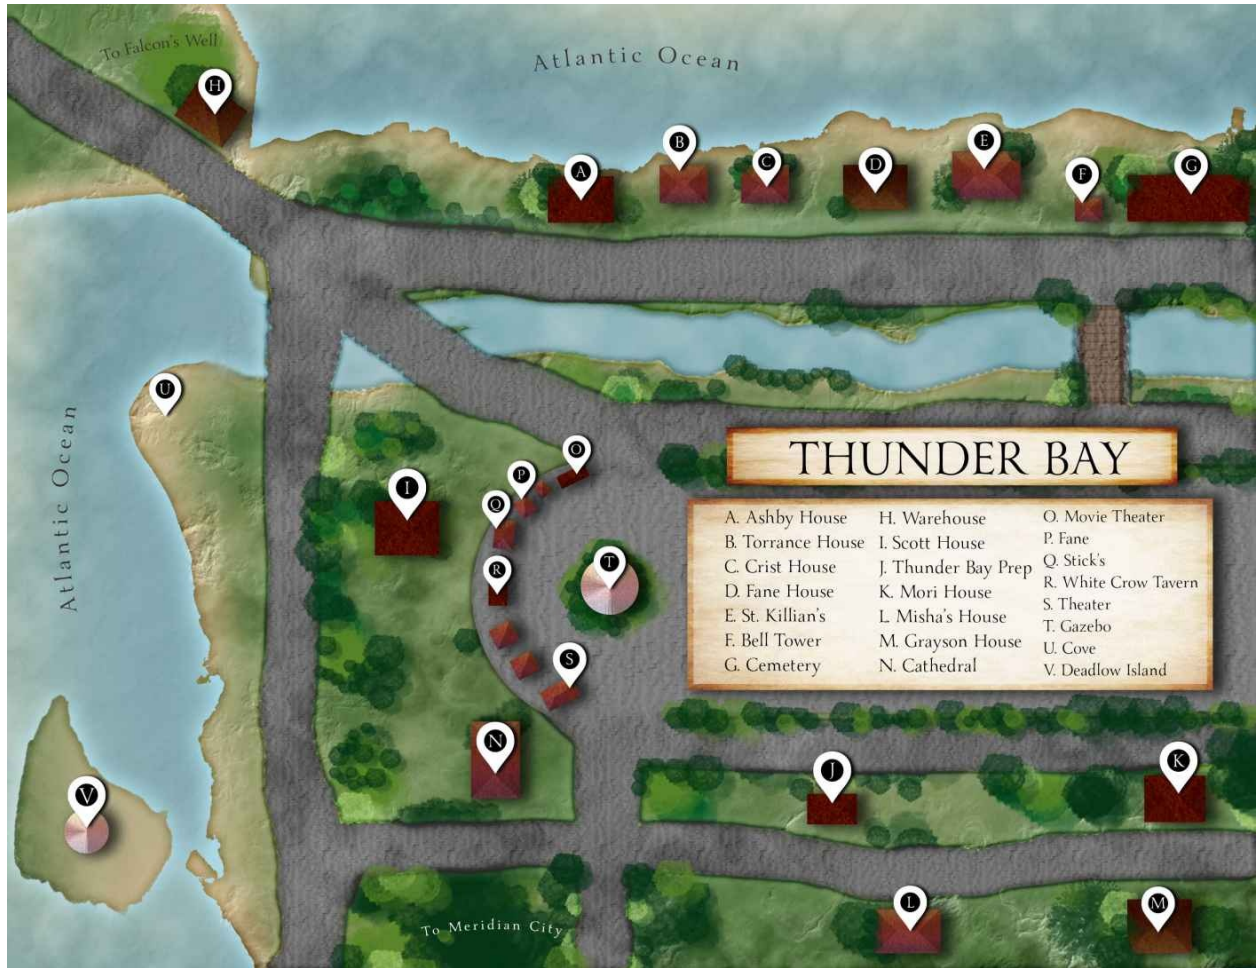 To Falcon's Well
Atlantic Ocean
H
A
B
C
D
E
F
G
U
Atlantic Ocean
I
O
P
Q
R
T
S
N
V
THUNDER BAY
A. Ashby House
B. Torrance House
C. Crist House
D. Fane House
E. St. Killian's
F. Bell Tower
G. Cemetery
H. Warehouse
I. Scott House
J. Thunder Bay Prep
K. Mori House
L. Misha's House
M. Grayson House
N. Cathedral
O. Movie Theater
P. Fane
Q. Stick's
R. White Crow Tavern
S. Theater
T. Gazebo
U. Cove
V. Deadlow Island
J
K
L
M
To Meridian City